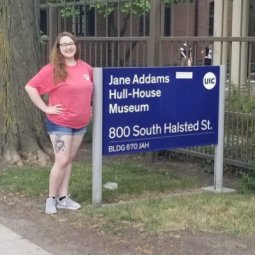 Jane Addams
Hull-House
Museum
UIC
800 South Halsted St.
BLDG 670 JAH